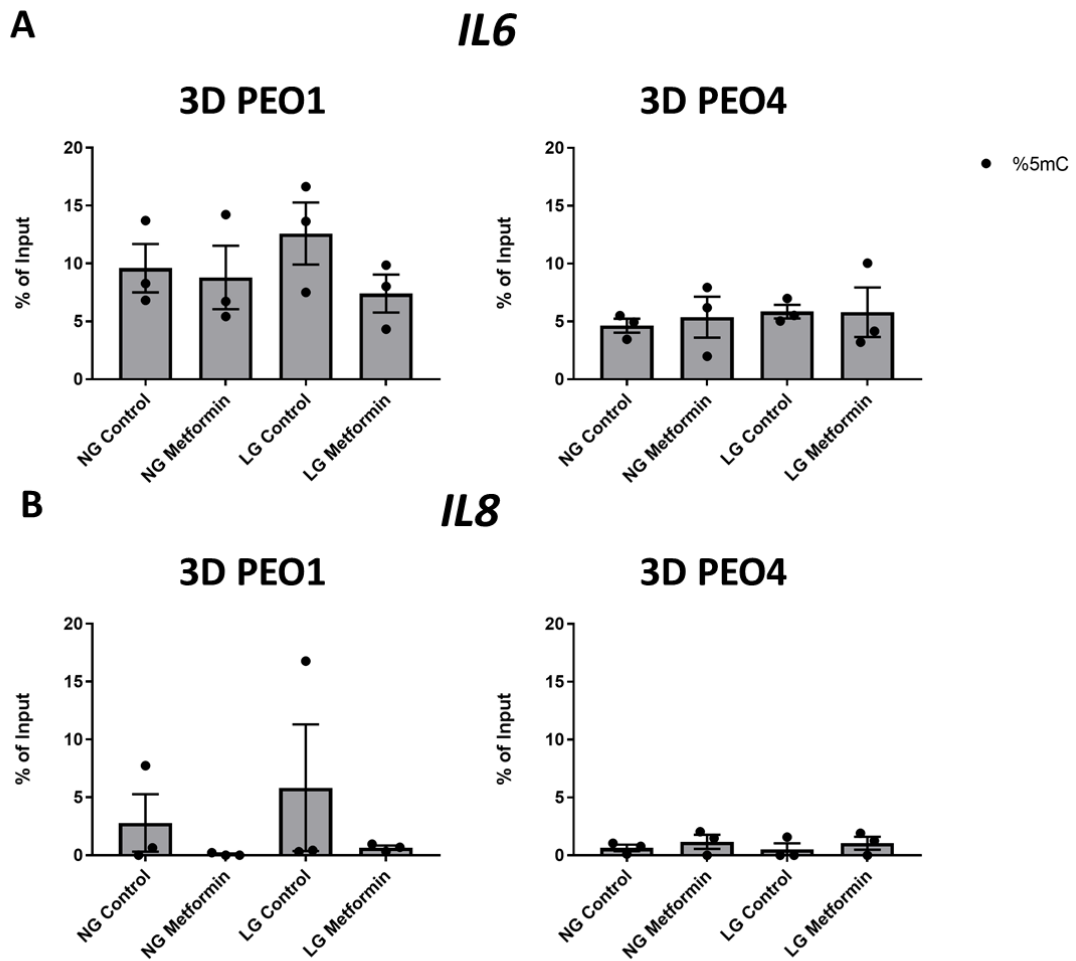 A
IL6
3D PEO1
3D PEO4
%5mC
% of Input
20
15
10
5
0
NG Control
NG Metformin
LG Control
LG Metformin
% of Input
20
15
10
5
0
NG Control
NG Metformin
LG Control
LG Metformin
B
IL8
3D PEO1
3D PEO4
% of Input
20
15
10
5
0
NG Control
NG Metformin
LG Control
LG Metformin
% of Input
20
15
10
5
0
NG Control
NG Metformin
LG Control
LG Metformin